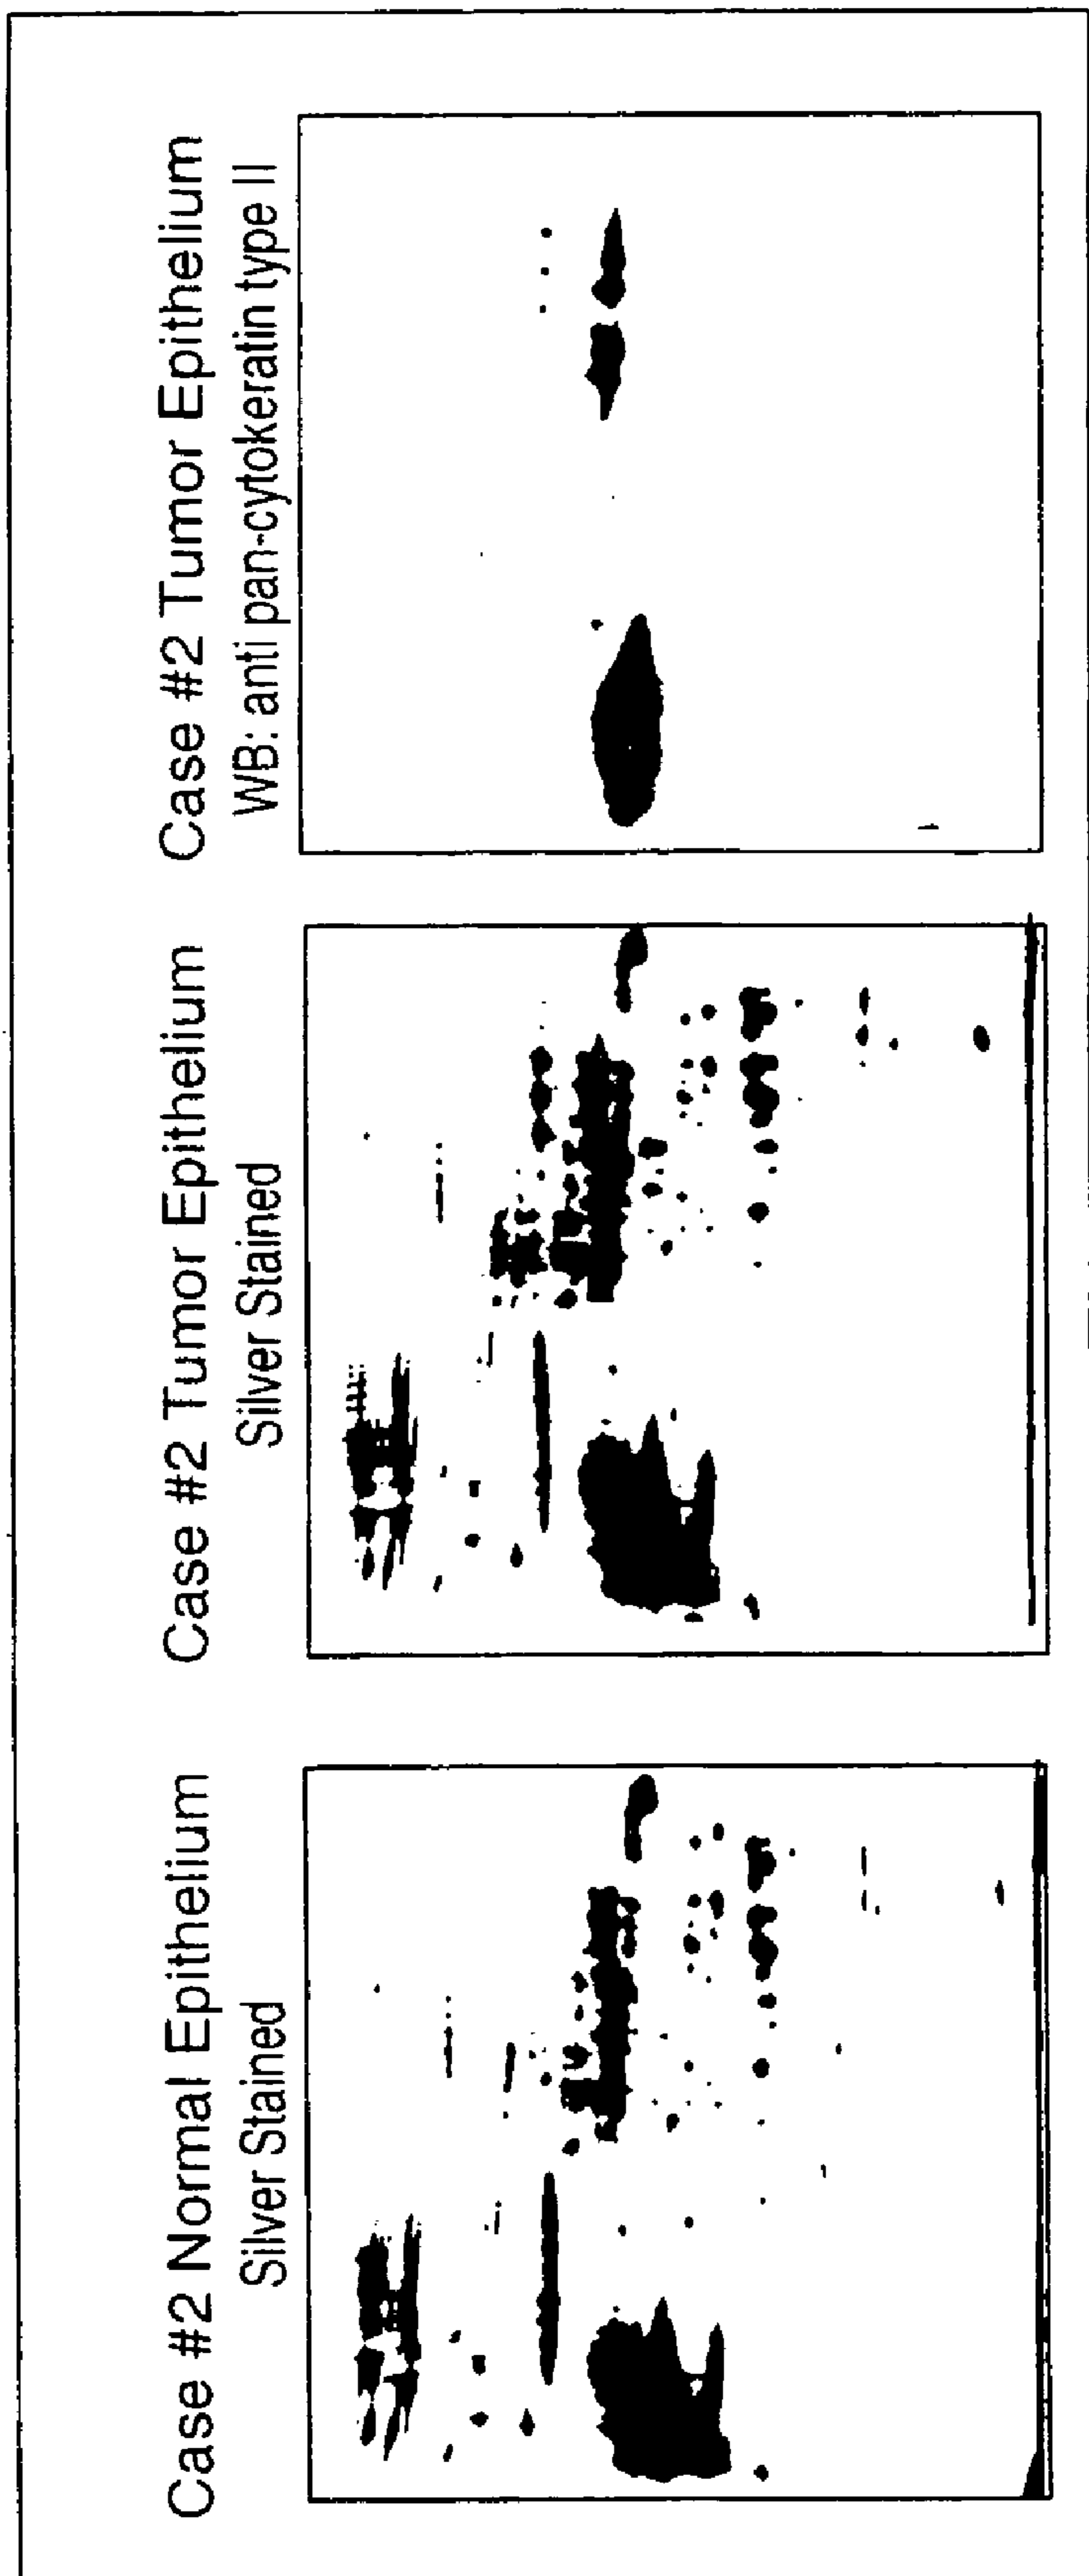 Case #2 Normal Epithelium
Silver Stained
Case #2 Tumor Epithelium
Silver Stained
Case #2 Tumor Epithelium
WB: anti pan-cytokeratin type II